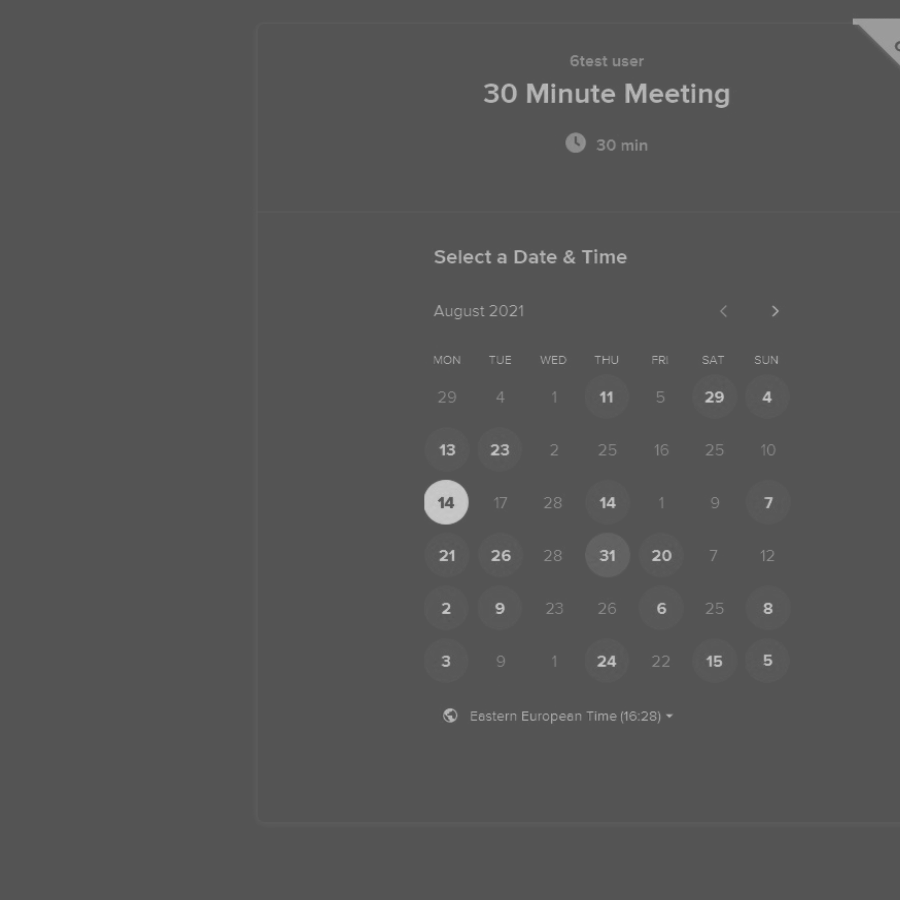 6test user
30 Minute Meeting
30 min
Select a Date & Time
August 2021
MON TUE WED THU FRI SAT SUN
29 4 1 11 5 29 4
13 23 2 25 16 25 10
14 17 28 14 1 9 7
21 26 28 31 20 7 12
2 9 23 26 6 25 8
3 9 1 24 22 15 5
Eastern European Time (16:28)